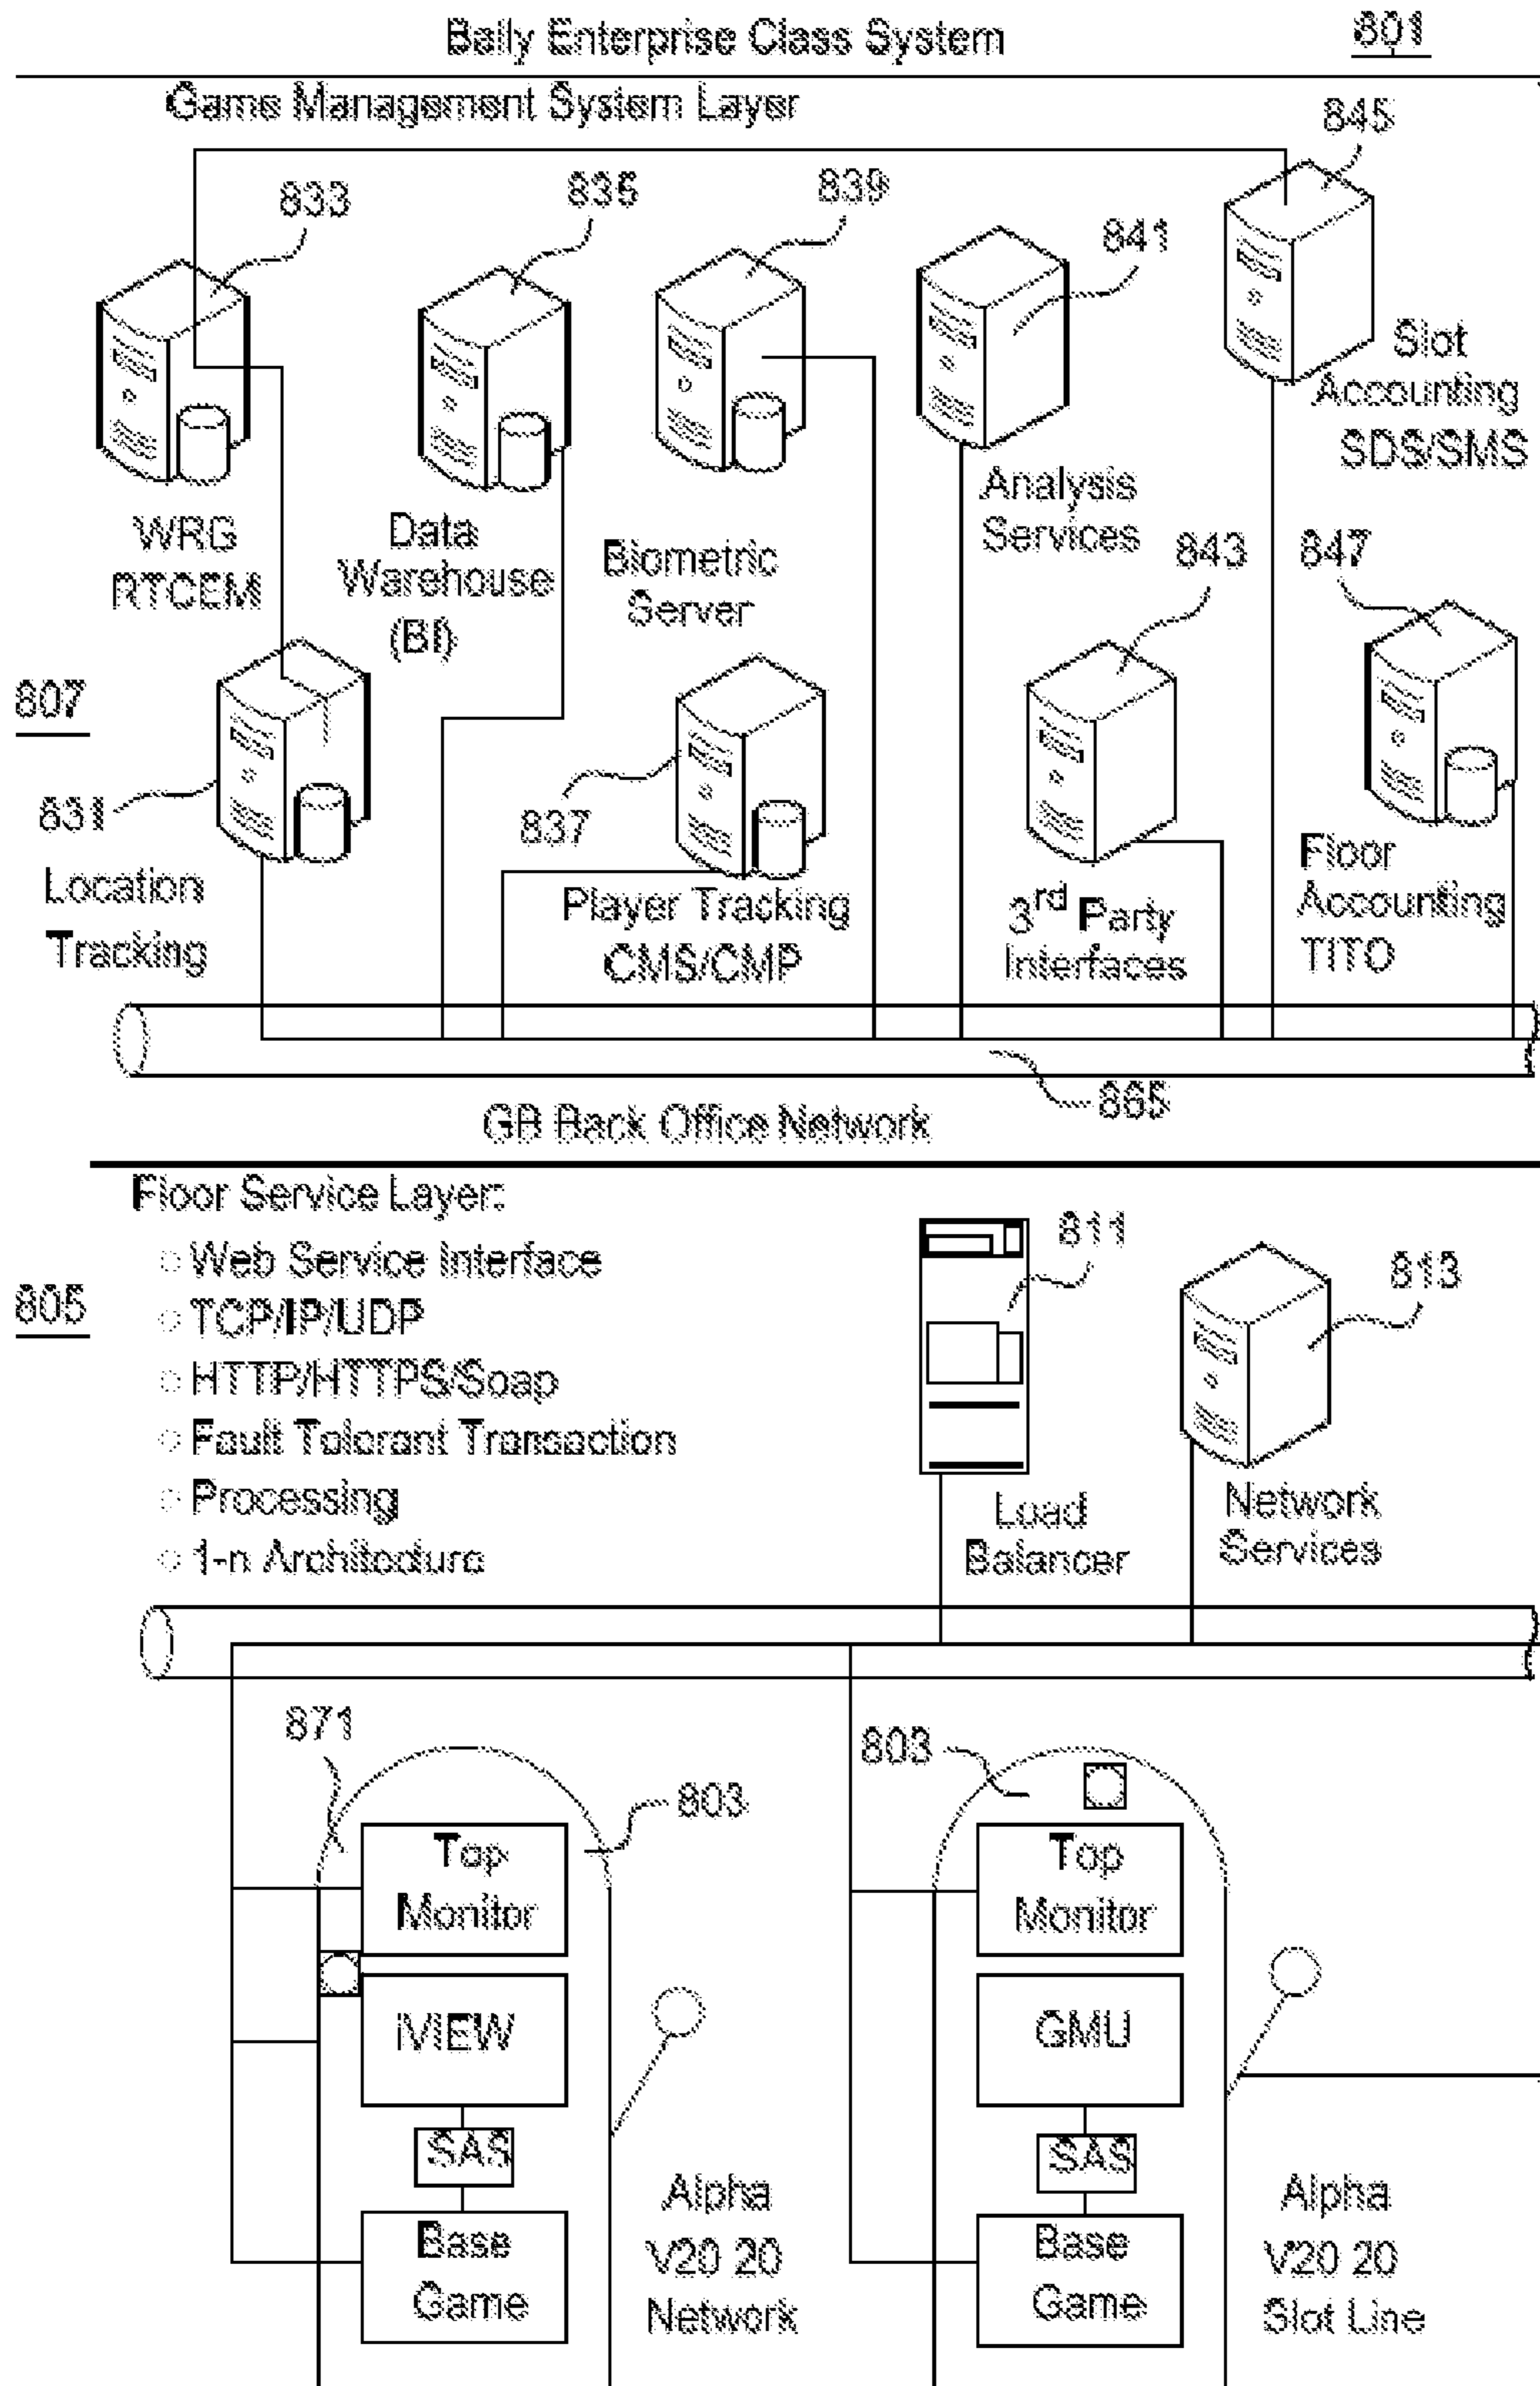 Bally Enterprise Class System
801
Game Management System Layer
845
833
835
839
841
Slot
Accounting
SDS/SMS
WRG
RTCEM
Data
Warehouse
(BI)
Biometric
Server
Analysis
Services
843
847
807
831
Location
Tracking
837
Player Tracking
CMS/CMP
3rd Party
Interfaces
Floor
Accounting
TITO
865
GB Back Office Network
Floor Service Layer:
805
○ Web Service Interface
○ TCP/IP/UDP
○ HTTP/HTTPS/Soap
○ Fault Tolerant Transaction
○ Processing
○ 1-n Architecture
811
813
Load
Balancer
Network
Services
871
803
Top
Monitor
iVIEW
SAS
Base
Game
Alpha
V20 20
Network
803
Top
Monitor
GMU
SAS
Base
Game
Alpha
V20 20
Slot Line